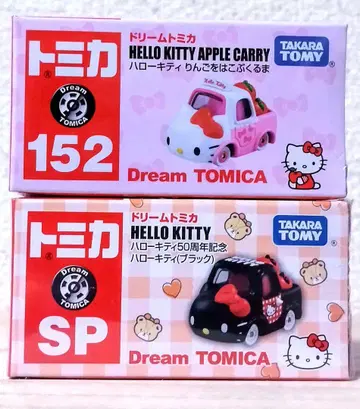 トミカ
®
Dream
TOMICA
152
ドリームトミカ
HELLO KITTY APPLE CARRY
ハローキティ りんごをはこぶくるま
TAKARA
TOMY
Hello Kitty
Dream TOMICA
トミカ
®
Dream
TOMICA
SP
ドリームトミカ
HELLO KITTY
ハローキティ50周年記念
ハローキティ(ブラック)
TAKARA
TOMY
Dream TOMICA